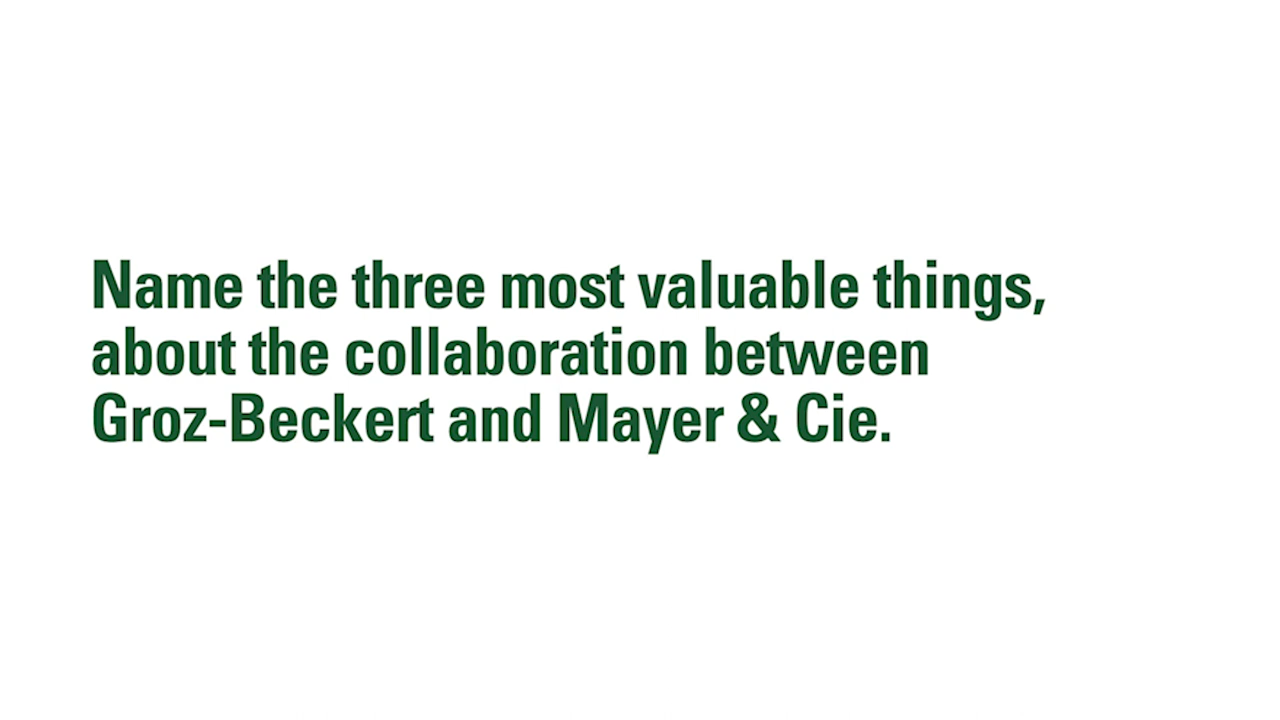 Name the three most valuable things,
about the collaboration between
Groz-Beckert and Mayer & Cie.